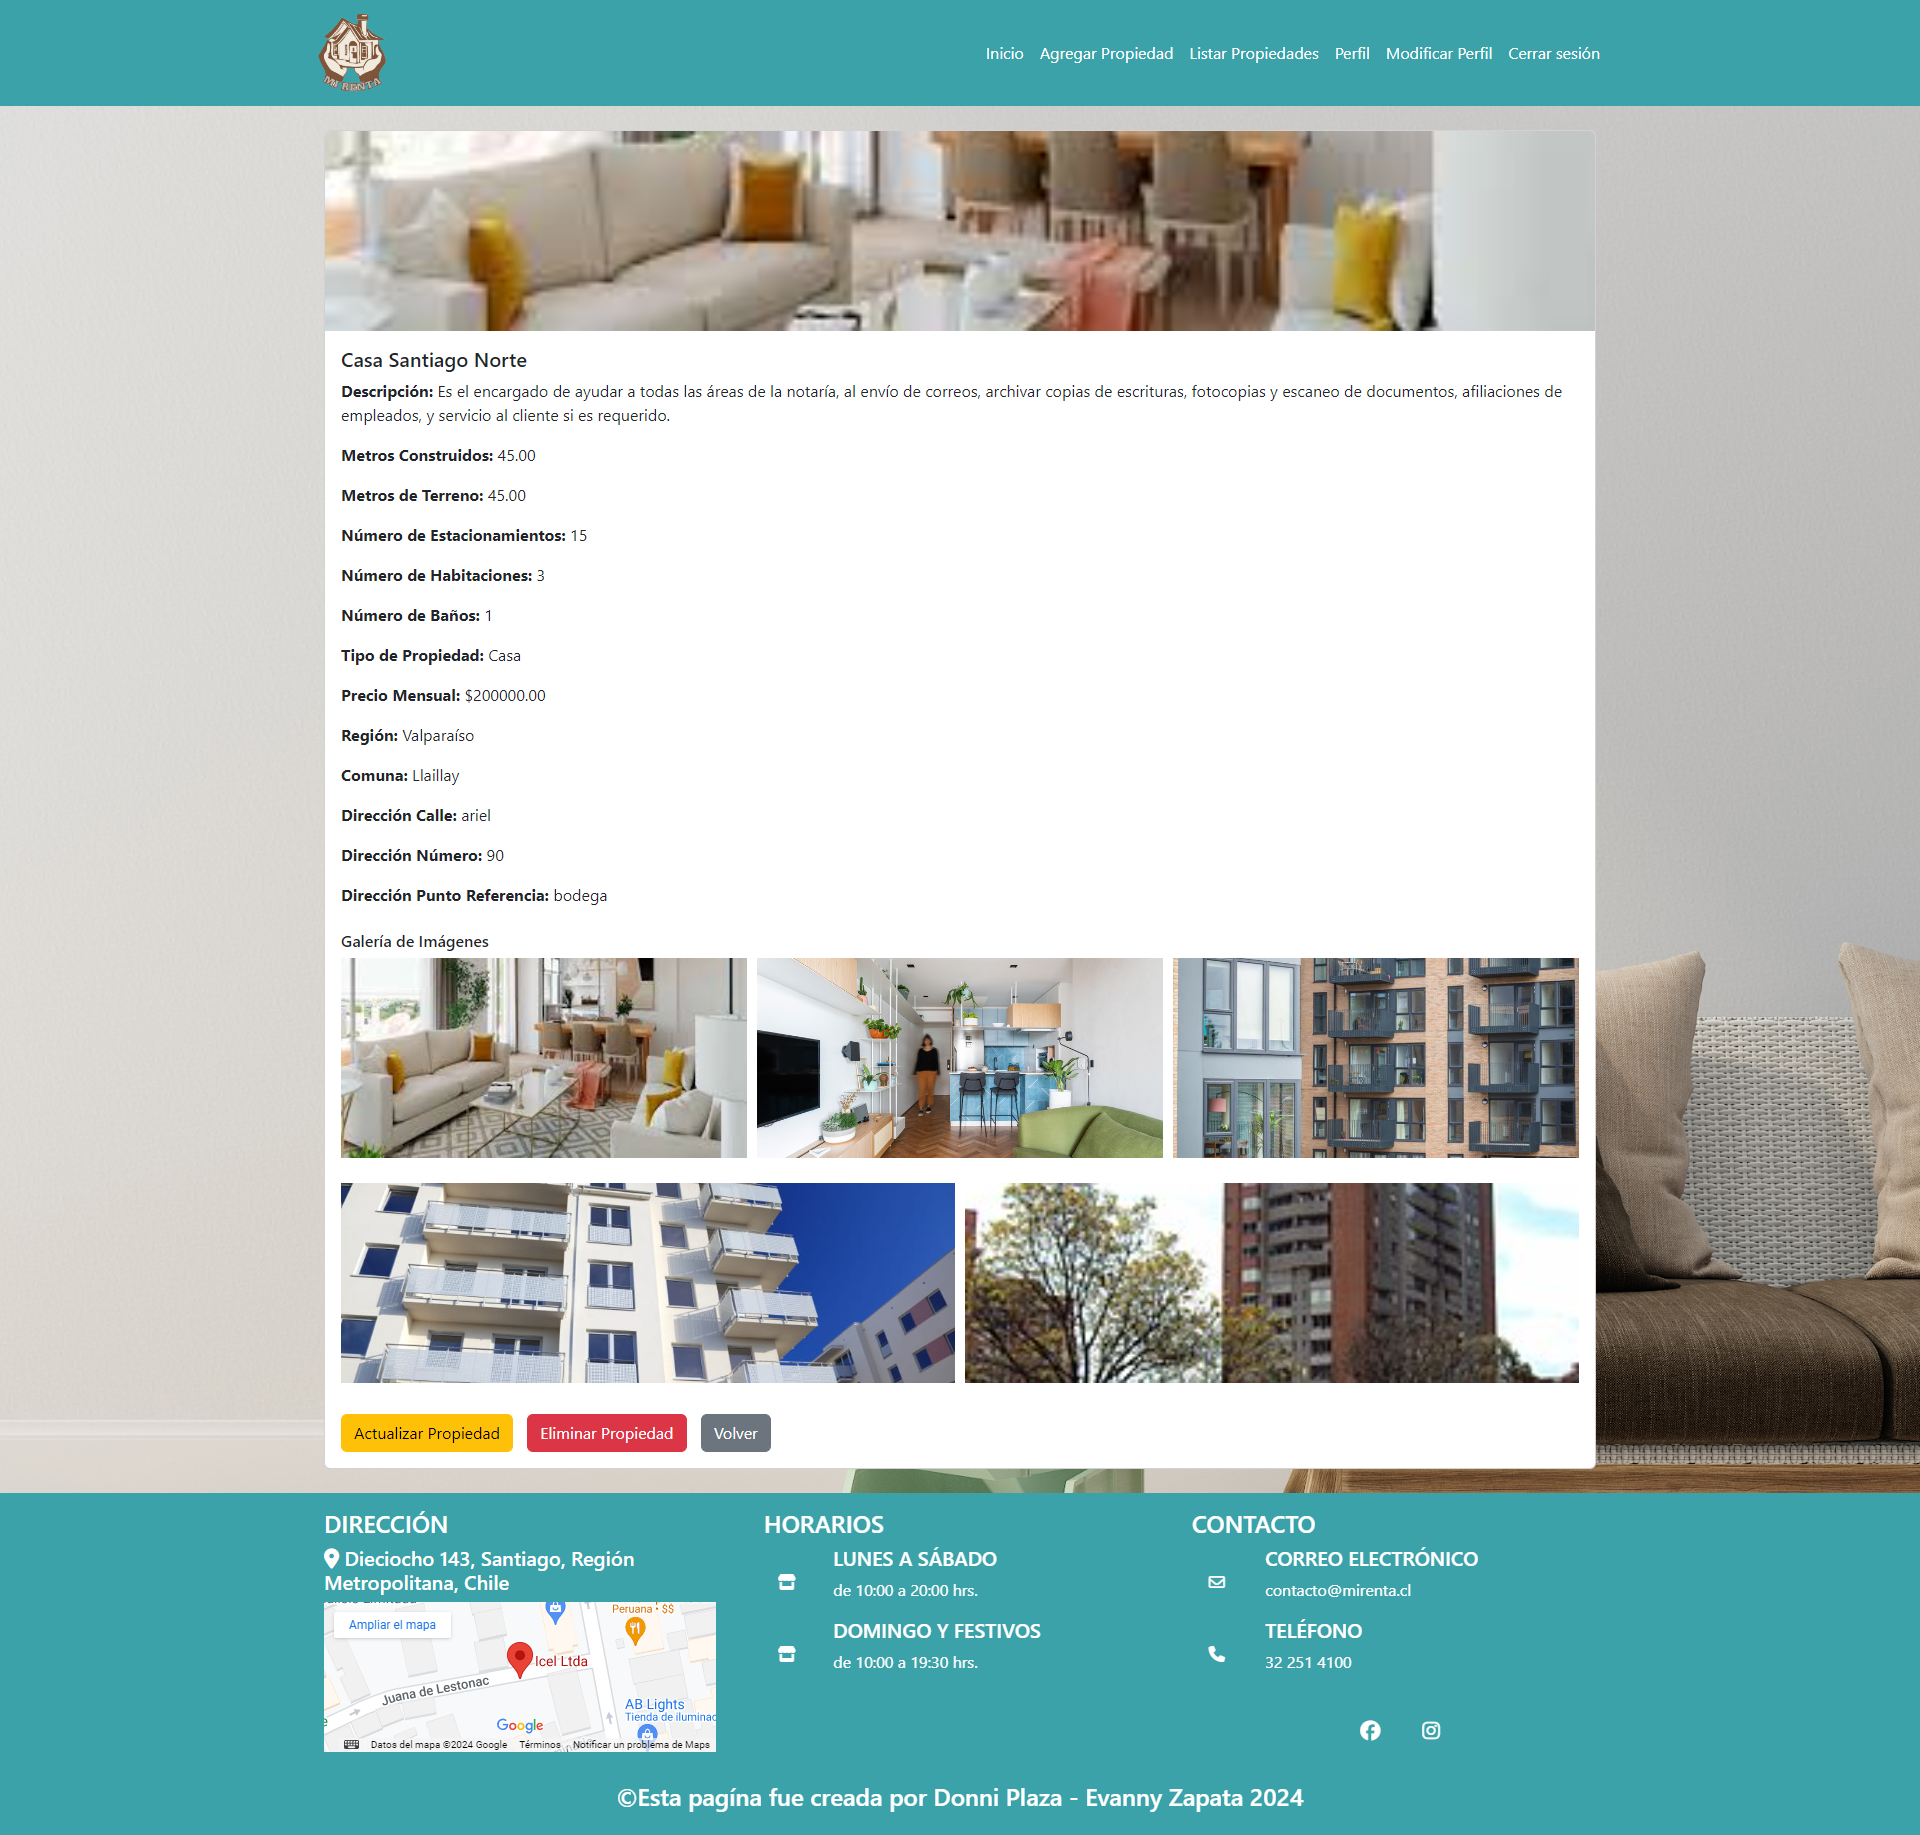 MI RENTA
Inicio Agregar Propiedad Listar Propiedades Perfil Modificar Perfil Cerrar sesión
Casa Santiago Norte
Descripción: Es el encargado de ayudar a todas las áreas de la notaría, al envío de correos, archivar copias de escrituras, fotocopias y escaneo de documentos, afiliaciones de
empleados, y servicio al cliente si es requerido.
Metros Construidos: 45.00
Metros de Terreno: 45.00
Número de Estacionamientos: 15
Número de Habitaciones: 3
Número de Baños: 1
Tipo de Propiedad: Casa
Precio Mensual: $200000.00
Región: Valparaíso
Comuna: Llaillay
Dirección Calle: ariel
Dirección Número: 90
Dirección Punto Referencia: bodega
Galería de Imágenes
Actualizar Propiedad Eliminar Propiedad Volver
DIRECCIÓN
Dieciocho 143, Santiago, Región
Metropolitana, Chile
Ampliar el mapa
Peruana • $$
Icel Ltda
Juana de Lestonac
AB Lights
Tienda de iluminac
Google
Datos del mapa ©2024 Google Términos Notificar un problema de Maps
HORARIOS
LUNES A SÁBADO
de 10:00 a 20:00 hrs.
DOMINGO Y FESTIVOS
de 10:00 a 19:30 hrs.
CONTACTO
CORREO ELECTRÓNICO
contacto@mirenta.cl
TELÉFONO
32 251 4100
©Esta pagína fue creada por Donni Plaza - Evanny Zapata 2024